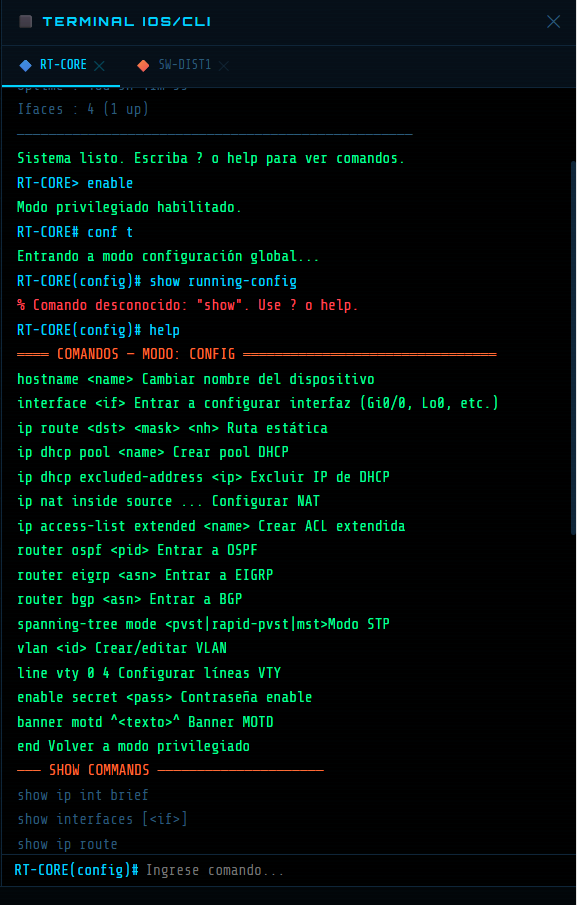 TERMINAL IOS/CLI
RT-CORE SW-DIST1
Ifaces : 4 (1 up)
Sistema listo. Escriba ? o help para ver comandos.
RT-CORE> enable
Modo privilegiado habilitado.
RT-CORE# conf t
Entrando a modo configuración global...
RT-CORE(config)# show running-config
% Comando desconocido: "show". Use ? o help.
RT-CORE(config)# help
════ COMANDOS — MODO: CONFIG ════════════════════════════════
hostname <name> Cambiar nombre del dispositivo
interface <if> Entrar a configurar interfaz (Gi0/0, Lo0, etc.)
ip route <dst> <mask> <nh> Ruta estática
ip dhcp pool <name> Crear pool DHCP
ip dhcp excluded-address <ip> Excluir IP de DHCP
ip nat inside source ... Configurar NAT
ip access-list extended <name> Crear ACL extendida
router ospf <pid> Entrar a OSPF
router eigrp <asn> Entrar a EIGRP
router bgp <asn> Entrar a BGP
spanning-tree mode <pvst|rapid-pvst|mst>Modo STP
vlan <id> Crear/editar VLAN
line vty 0 4 Configurar líneas VTY
enable secret <pass> Contraseña enable
banner motd ^<texto>^ Banner MOTD
end Volver a modo privilegiado
─── SHOW COMMANDS ─────────────────────
show ip int brief
show interfaces [<if>]
show ip route
RT-CORE(config)# Ingrese comando...